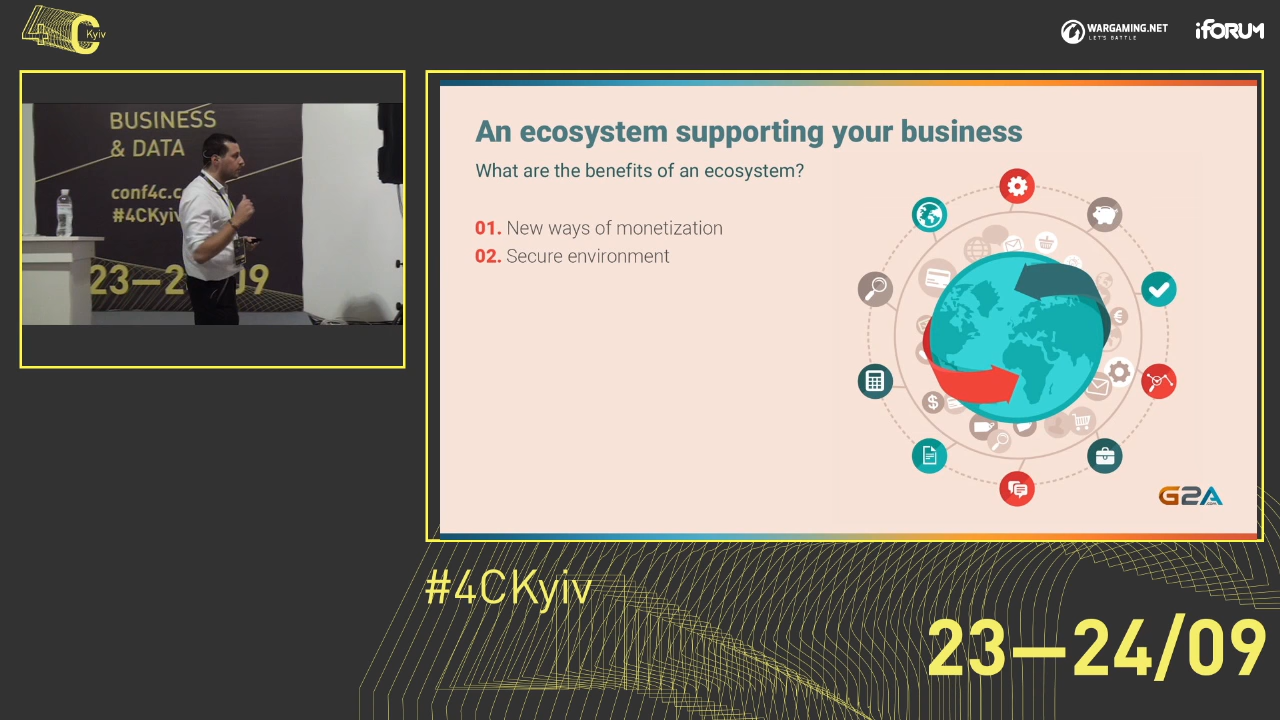 4C Kyiv
WARGAMING.NET
LET'S BATTLE
iFORUM
BUSINESS
& DATA
conf4c.c
#4CKyiv
23—2 09
An ecosystem supporting your business
What are the benefits of an ecosystem?
01. New ways of monetization
02. Secure environment
$
€
G2A
#4CKyiv
23—24/09